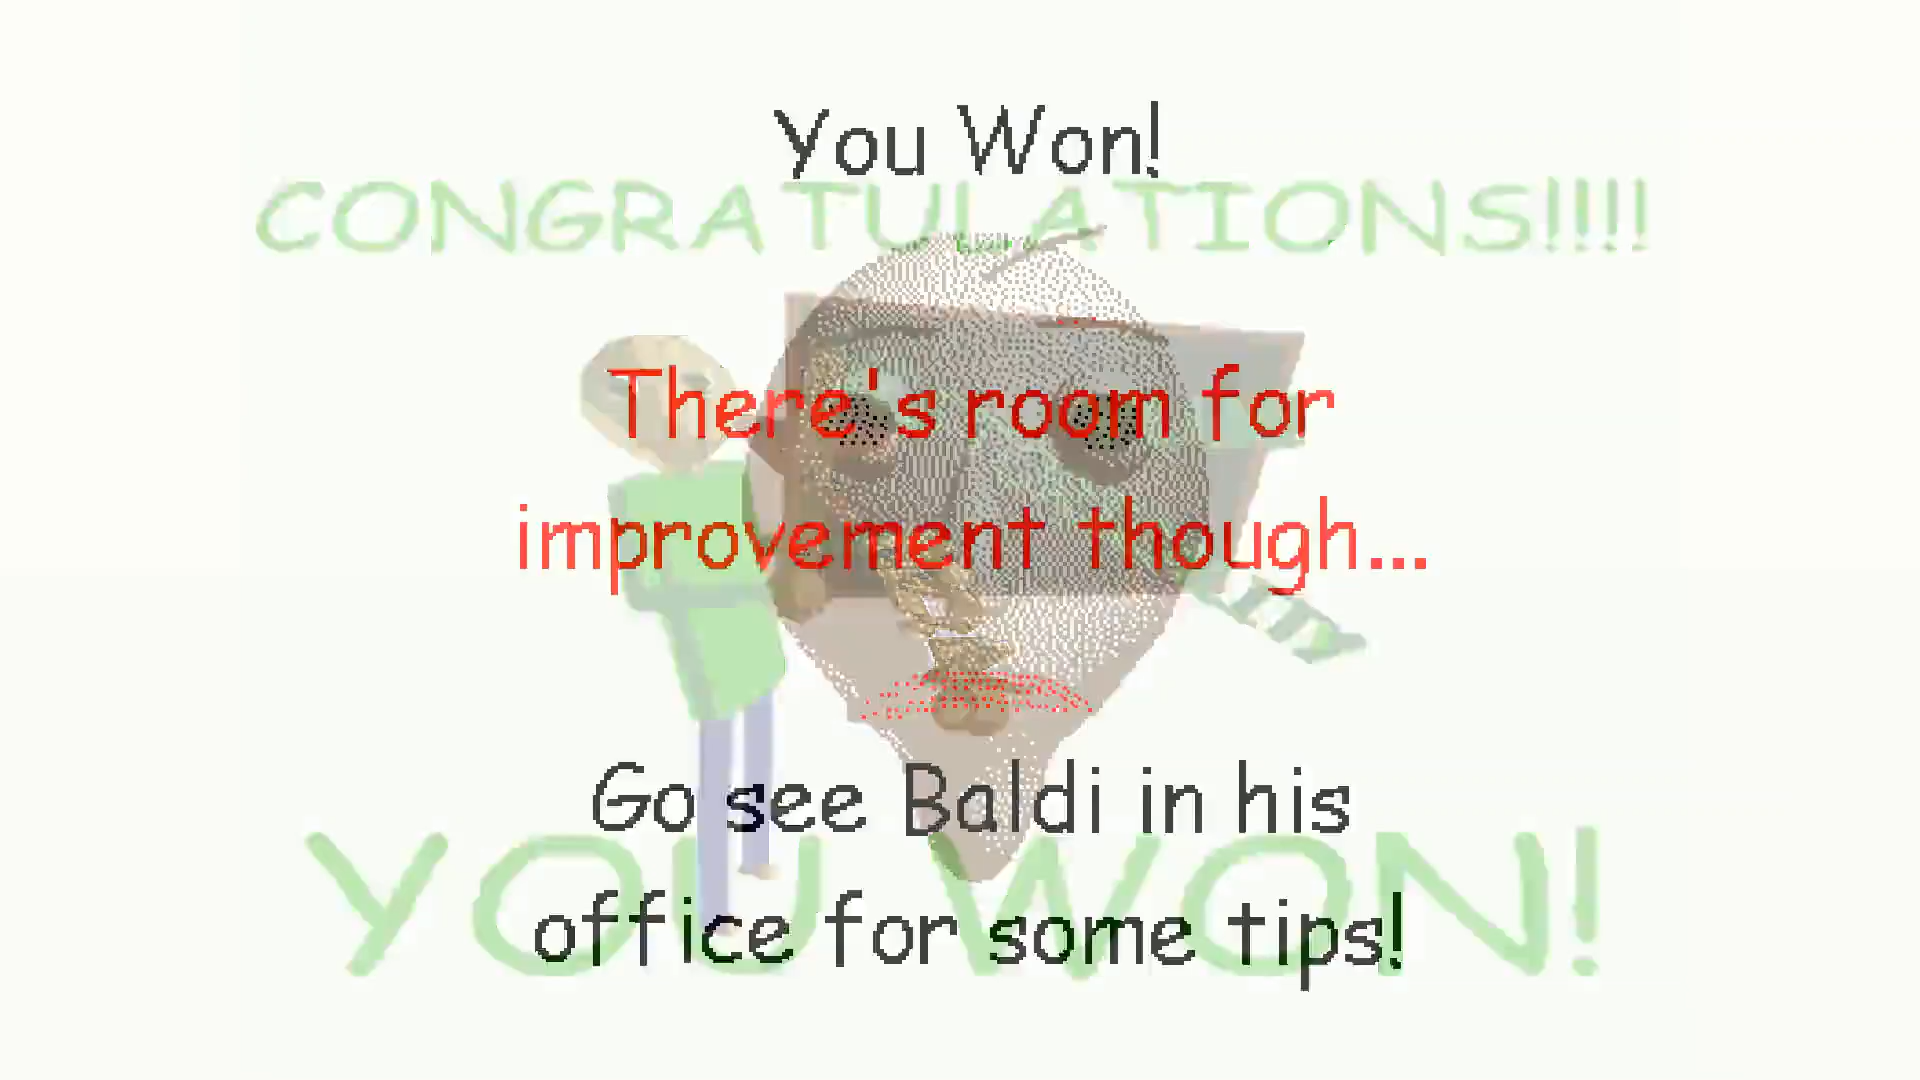 You Won!
CONGRATULATIONS!!!!
There's room for
improvement though...
Go see Baldi in his
YOU WON!
office for some tips!